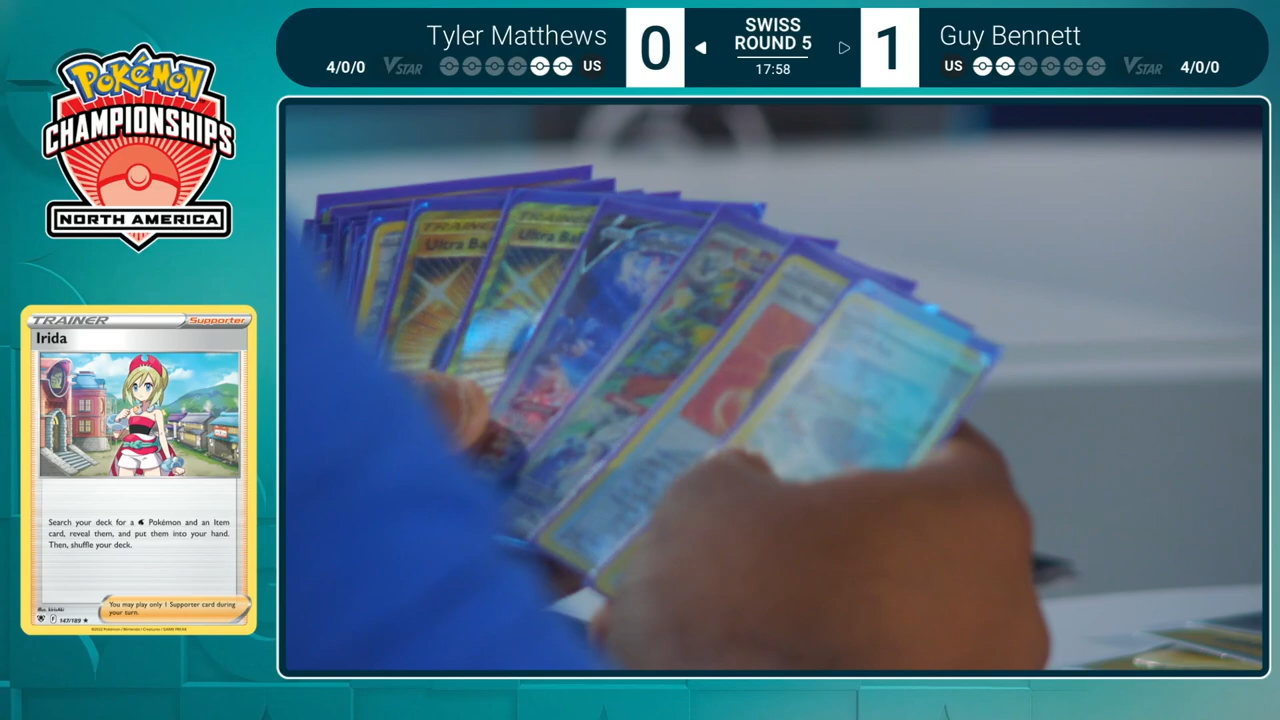 Tyler Matthews
0
SWISS
ROUND 5
17:58
1
Guy Bennett
4/0/0
VSTAR
US
US
VSTAR
4/0/0
Pokémon
CHAMPIONSHIPS
NORTH AMERICA
TRAINER
Supporter
Irida
Search your deck for a Pokémon and an Item
card, reveal them, and put them into your hand.
Then, shuffle your deck.
You may play only 1 Supporter card during
your turn.
F 147/189
TRAINER
Ultra Ba
TRAINER
Ultra Bal